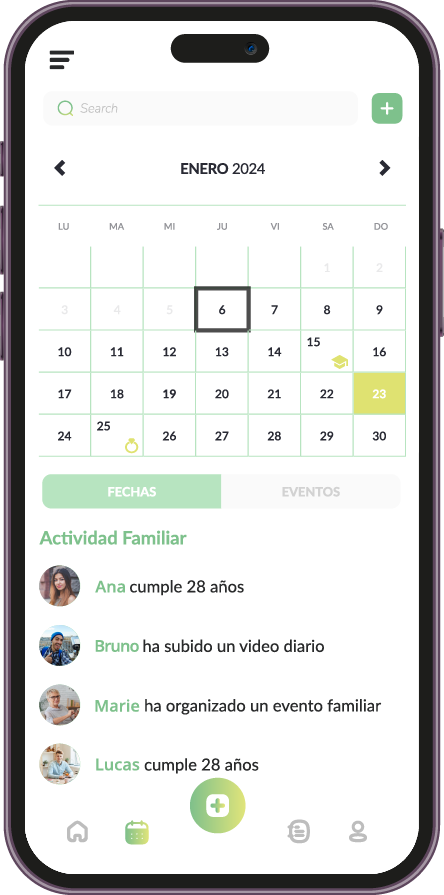 Search
ENERO 2024
LU MA MI JU VI SA DO
1 2
3 4 5 6 7 8 9
10 11 12 13 14 15 16
17 18 19 20 21 22 23
24 25 26 27 28 29 30
FECHAS EVENTOS
Actividad Familiar
Ana cumple 28 años
Bruno ha subido un video diario
Marie ha organizado un evento familiar
Lucas cumple 28 años